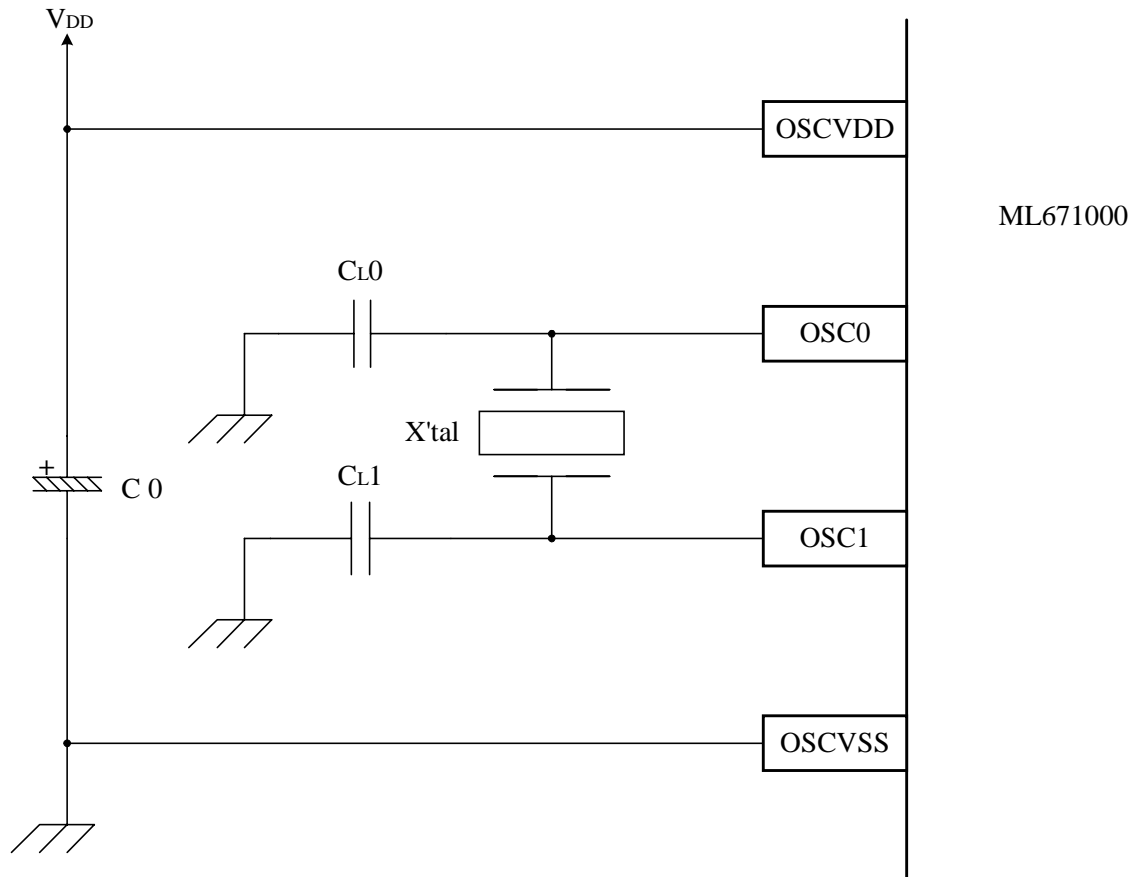 VDD
OSCVDD
ML671000
CL0
OSC0
X'tal
+
C 0
CL1
OSC1
OSCVSS